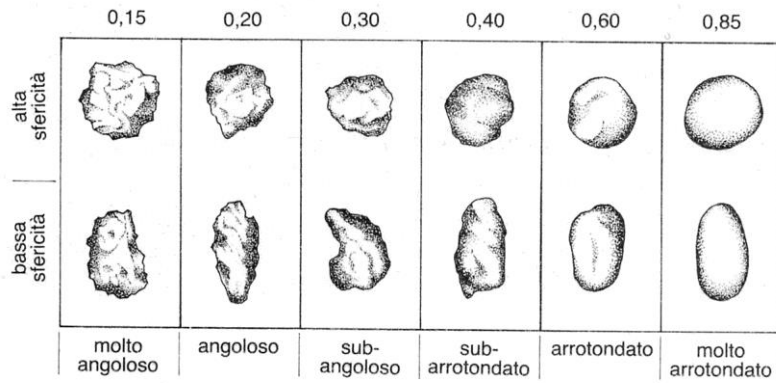 0,15 0,20 0,30 0,40 0,60 0,85
alta
sfericità
bassa
sfericità
molto
angoloso
angoloso
sub-
angoloso
sub-
arrotondato
arrotondato
molto
arrotondato